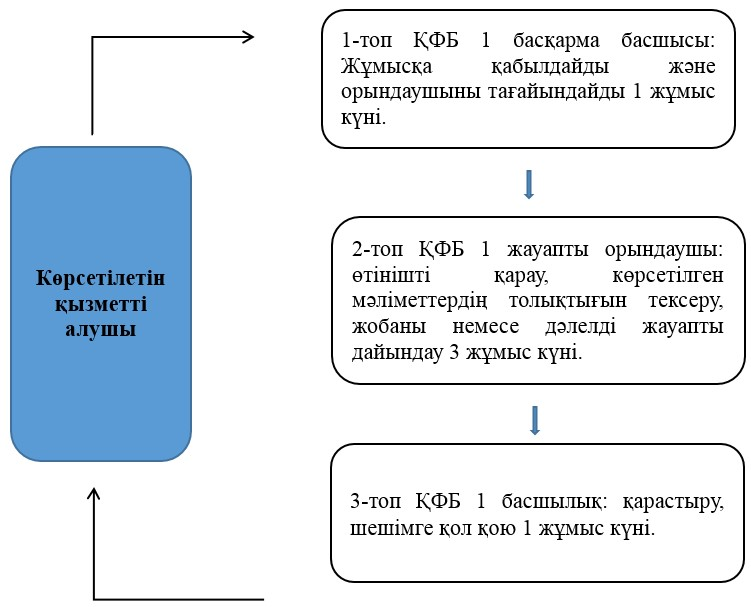 1-топ ҚФБ 1 басқарма басшысы:
Жұмысқа қабылдайды және
орындаушыны тағайындайды 1 жұмыс
күні.
Көрсетілетін
қызметті
алушы
2-топ ҚФБ 1 жауапты орындаушы:
өтінішті қарау, көрсетілген
мәліметтердің толықтығын тексеру,
жобаны немесе дәлелді жауапты
дайындау 3 жұмыс күні.
3-топ ҚФБ 1 басшылық: қарастыру,
шешімге қол қою 1 жұмыс күні.